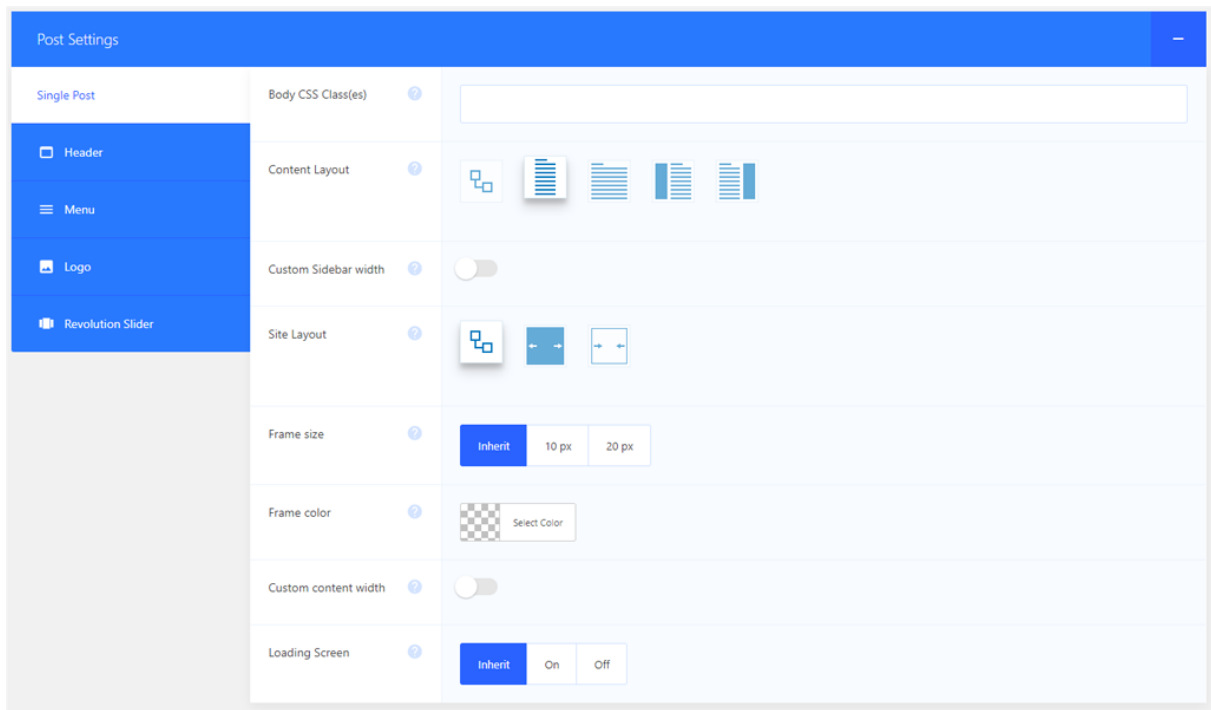 Post Settings
Single Post
Header
Menu
Logo
Revolution Slider
Body CSS Class(es)
Content Layout
Custom Sidebar width
Site Layout
Frame size
Inherit 10 px 20 px
Frame color
Select Color
Custom content width
Loading Screen
Inherit On Off